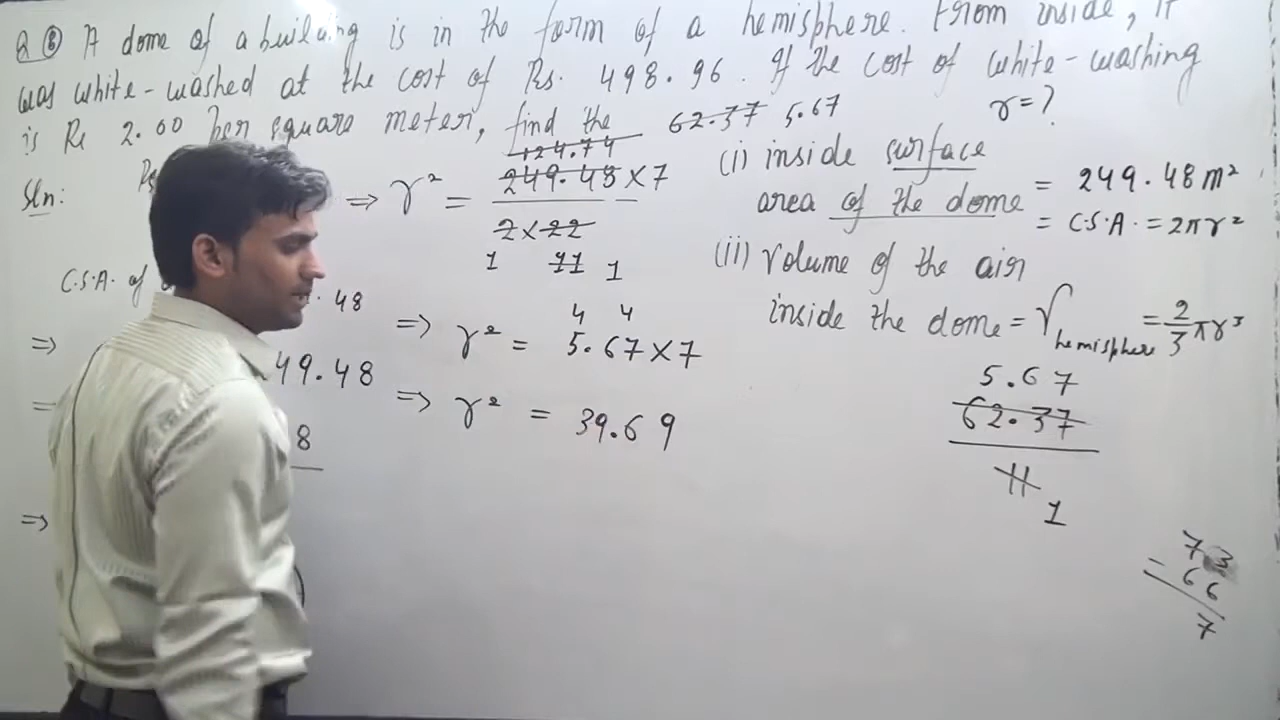 Q ⑧ A dome of a building is in the form of a hemisphere. From inside, it
was white-washed at the cost of Rs. 498.96. If the cost of white-washing
is Re 2.00 per square meter, find the
62.37 5.67
r=?
Sln:
124.74
⇒ r² = 249.48 × 7
2×22
1 11 1
(i) inside surface
area of the dome = 249.48 m²
= C.S.A. = 2πr²
(ii) Volume of the air
inside the dome = V hemisphere = 2/3 πr³
C.S.A. of
.48
⇒
49.48
8
⇒
4 4
⇒ r² = 5.67×7
⇒ r² = 39.69
5.67
62.37
11
1
73
- 66
7